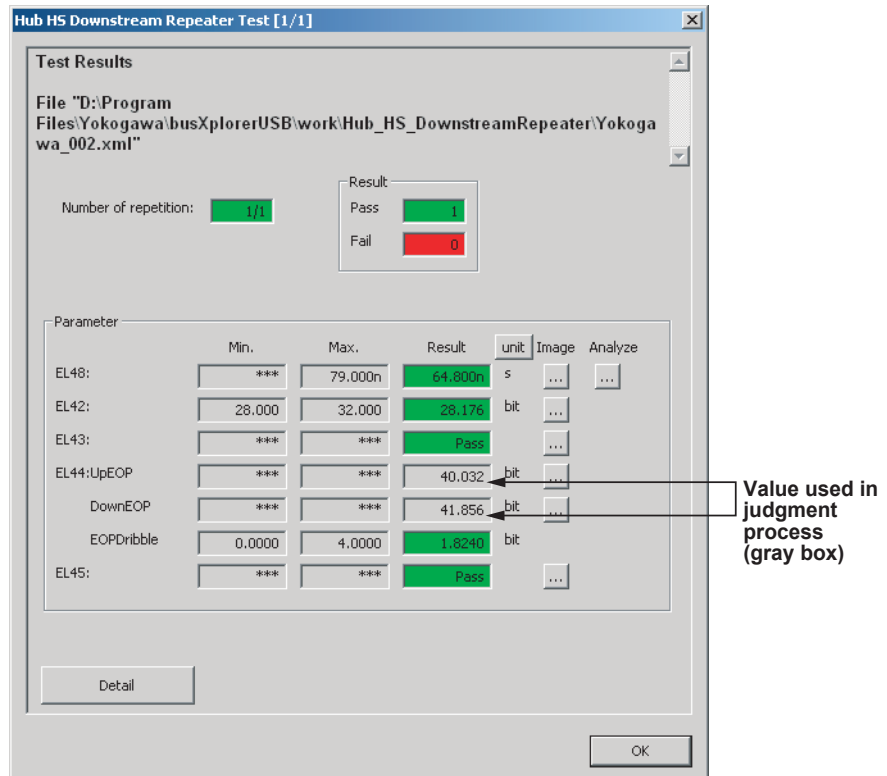 Hub HS Downstream Repeater Test [1/1]
Test Results
File "D:\Program
Files\Yokogawa\busXplorerUSB\work\Hub_HS_DownstreamRepeater\Yokoga
wa_002.xml"
Result
Number of repetition: 1/1 Pass 1
Fail 0
Parameter
Min. Max. Result unit Image Analyze
EL48: *** 79.000n 64.800n s ... ...
EL42: 28.000 32.000 28.176 bit ...
EL43: *** *** Pass ...
EL44:UpEOP *** *** 40.032 bit ...
DownEOP *** *** 41.856 bit ...
EOPDribble 0.0000 4.0000 1.8240 bit
EL45: *** *** Pass ...
Value used in
judgment
process
(gray box)
Detail
OK